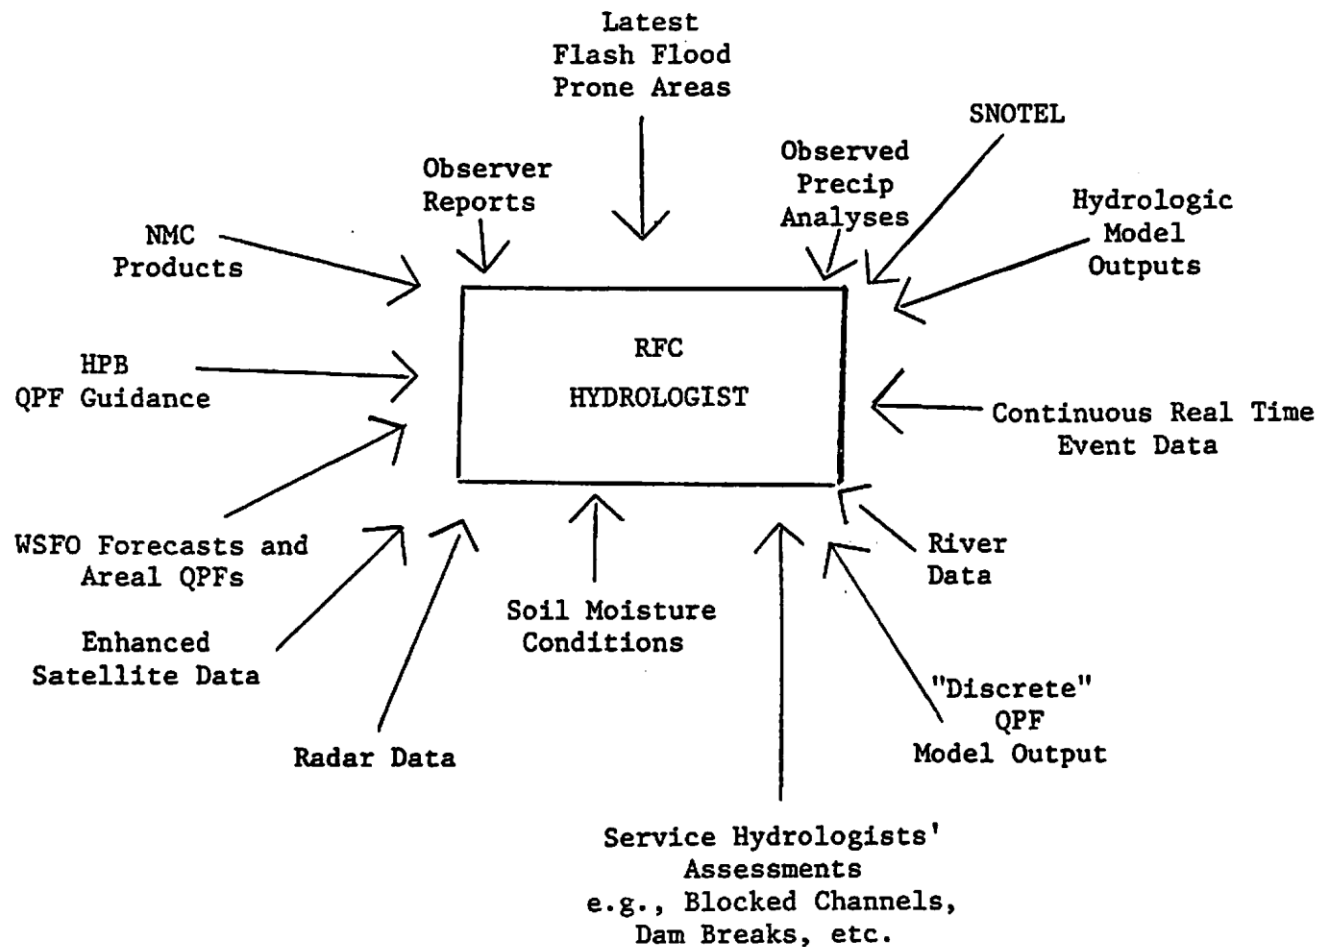 Latest
Flash Flood
Prone Areas
SNOTEL
Observer
Reports
Observed
Precip
Analyses
Hydrologic
Model
Outputs
NMC
Products
RFC
HYDROLOGIST
HPB
QPF Guidance
Continuous Real Time
Event Data
WSFO Forecasts and
Areal QPFs
River
Data
Soil Moisture
Conditions
Enhanced
Satellite Data
"Discrete"
QPF
Model Output
Radar Data
Service Hydrologists'
Assessments
e.g., Blocked Channels,
Dam Breaks, etc.